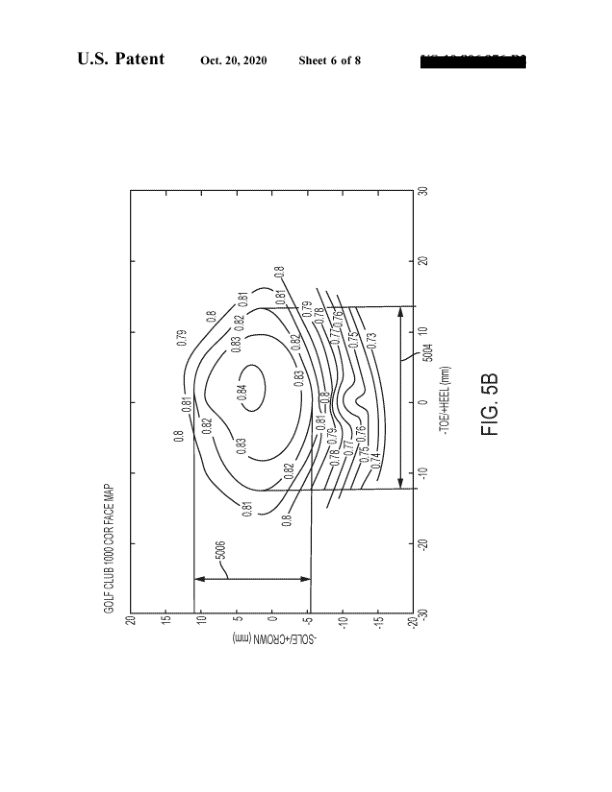 U.S. Patent Oct. 20, 2020 Sheet 6 of 8
GOLF CLUB 1000 COR FACE MAP
20
15
10
5
0
-5
-10
-15
-20
-SOLE/+CROWN (mm)
5006
0.8 0.79
0.81
0.82 0.8
0.81 0.83 0.84 0.83 0.82 0.81
0.8 0.82 0.83 0.82 0.81 0.8
0.81 0.8 0.79
0.78 0.79 0.78
0.77 0.76 0.77 0.76
0.75 0.75
0.74 0.73
5004
-30 -20 -10 0 10 20 30
-TOE/+HEEL (mm)
FIG. 5B